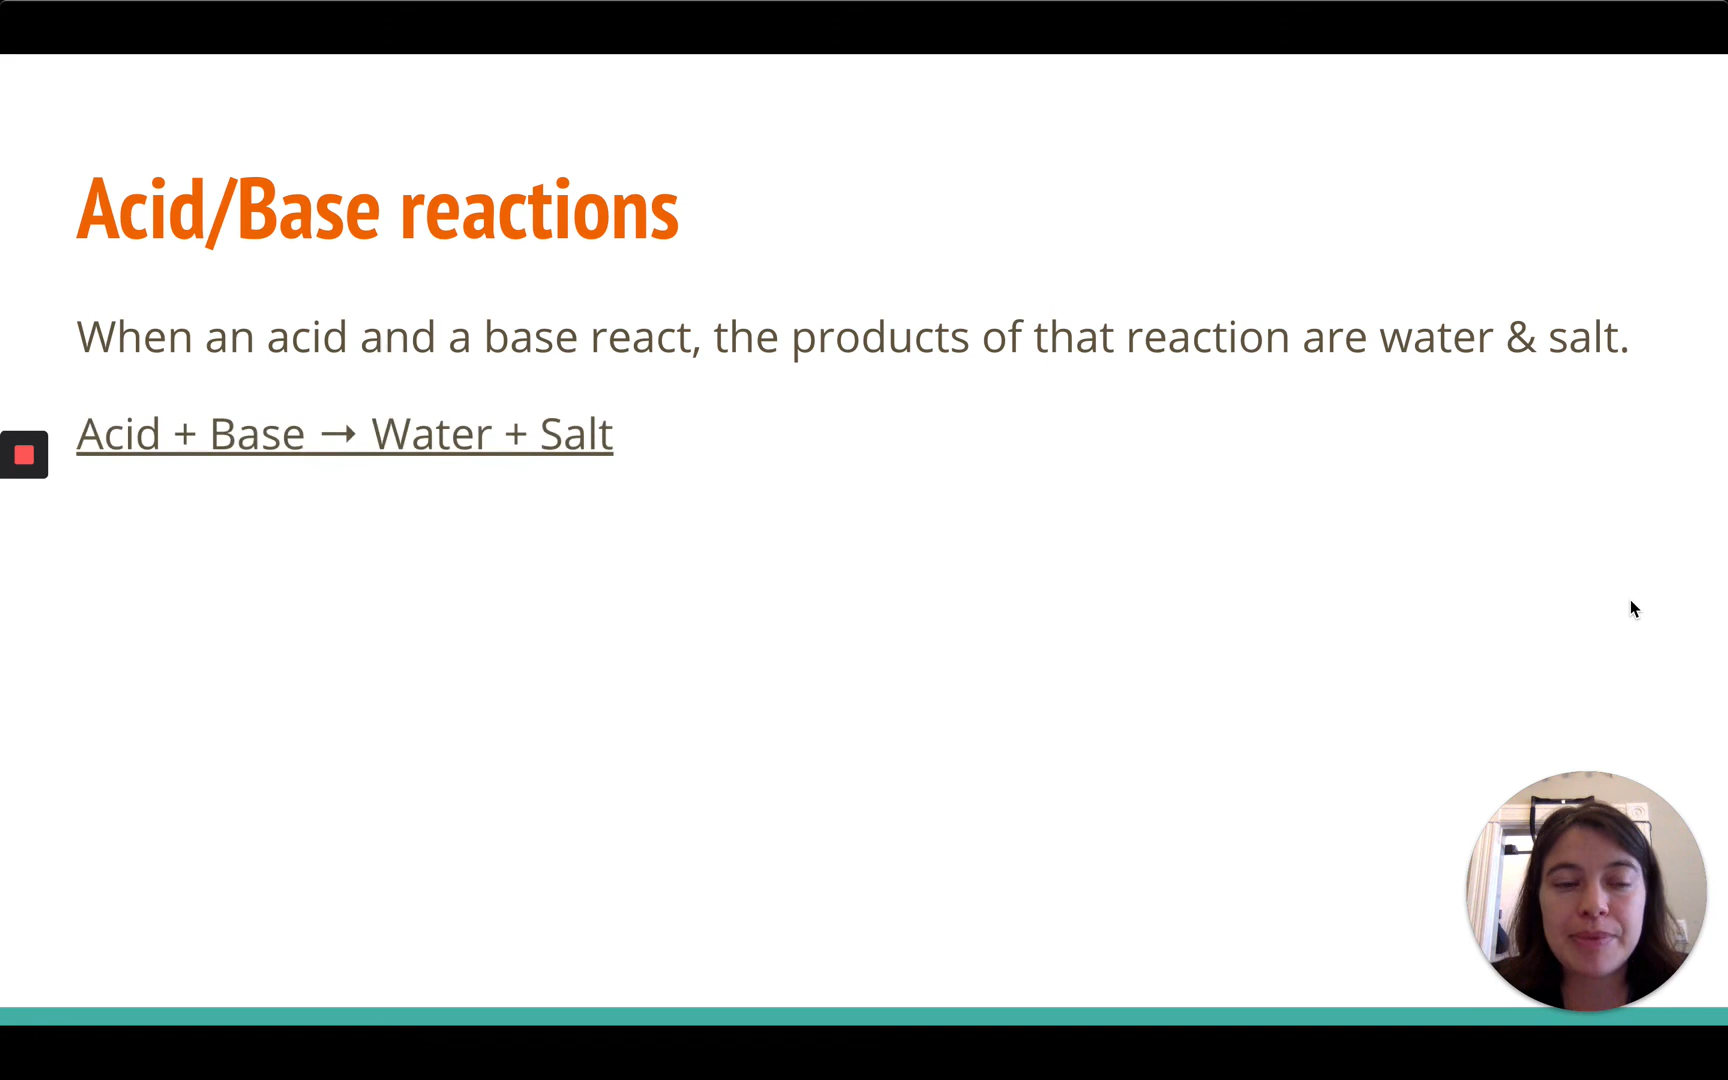 Acid/Base reactions
When an acid and a base react, the products of that reaction are water & salt.
Acid + Base → Water + Salt